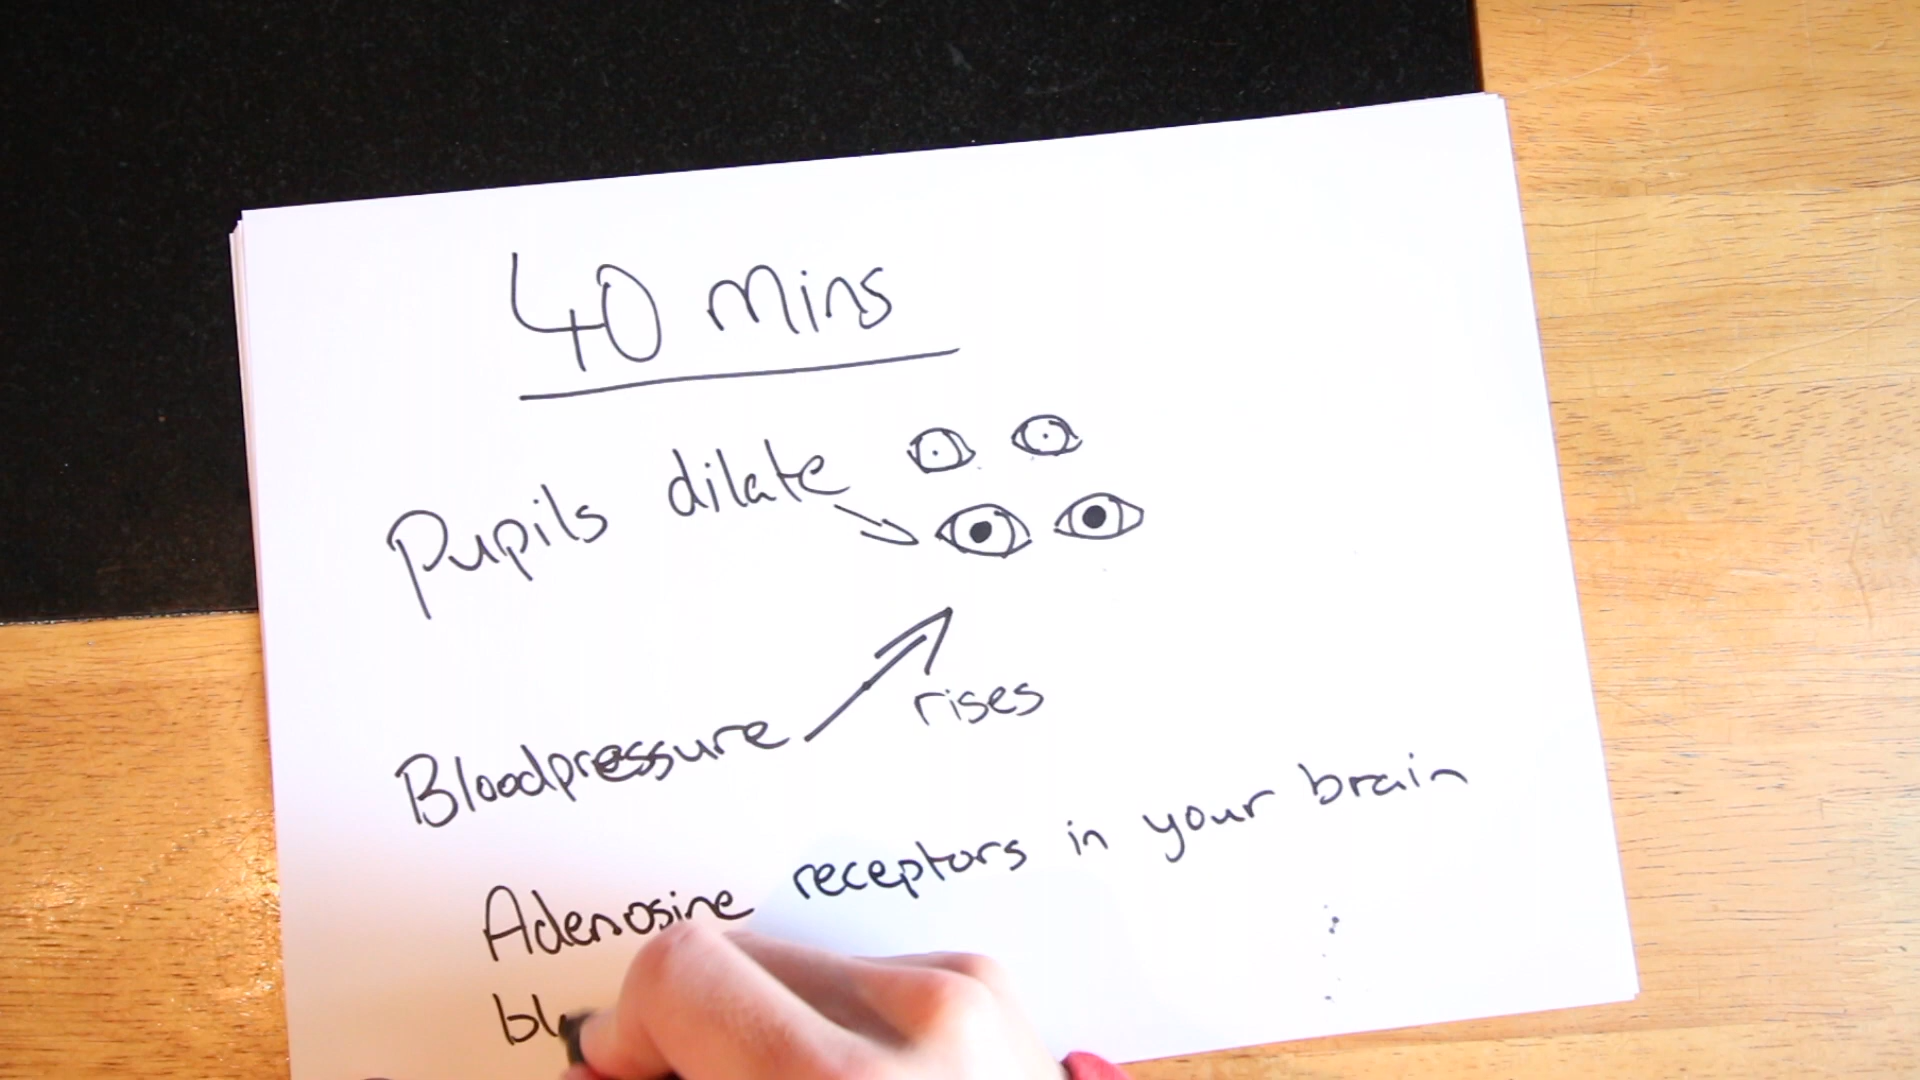 40 mins
Pupils dilate
Bloodpressure rises
Adenosine receptors in your brain